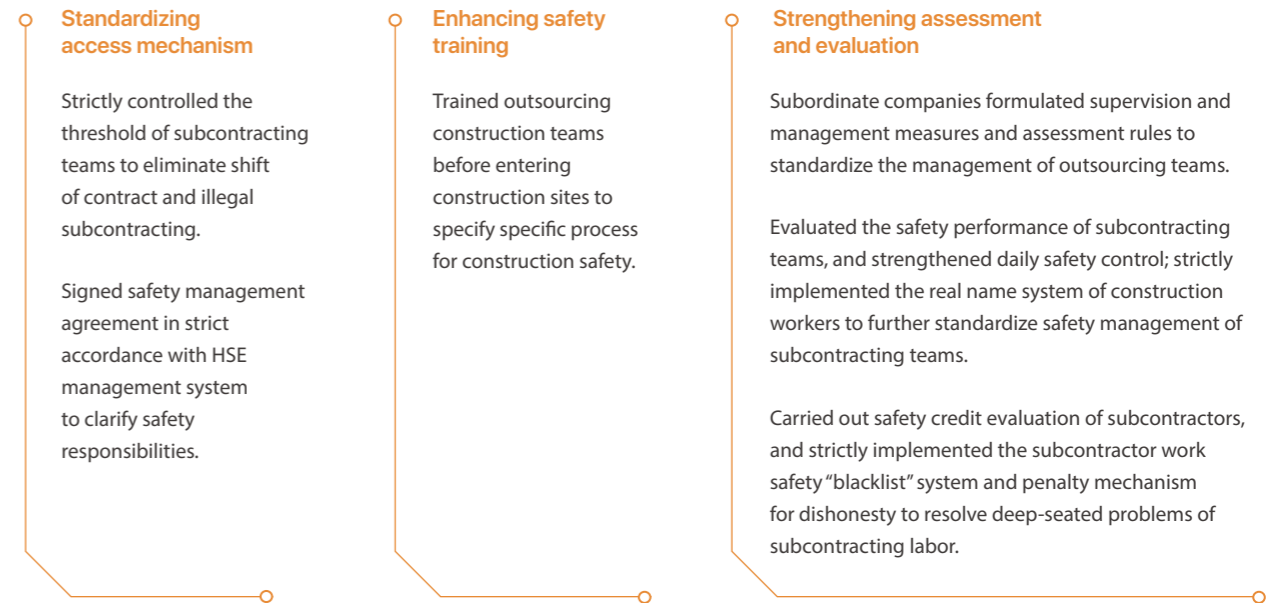 Standardizing
access mechanism
Strictly controlled the
threshold of subcontracting
teams to eliminate shift
of contract and illegal
subcontracting.
Signed safety management
agreement in strict
accordance with HSE
management system
to clarify safety
responsibilities.
Enhancing safety
training
Trained outsourcing
construction teams
before entering
construction sites to
specify specific process
for construction safety.
Strengthening assessment
and evaluation
Subordinate companies formulated supervision and
management measures and assessment rules to
standardize the management of outsourcing teams.
Evaluated the safety performance of subcontracting
teams, and strengthened daily safety control; strictly
implemented the real name system of construction
workers to further standardize safety management of
subcontracting teams.
Carried out safety credit evaluation of subcontractors,
and strictly implemented the subcontractor work
safety “blacklist” system and penalty mechanism
for dishonesty to resolve deep-seated problems of
subcontracting labor.